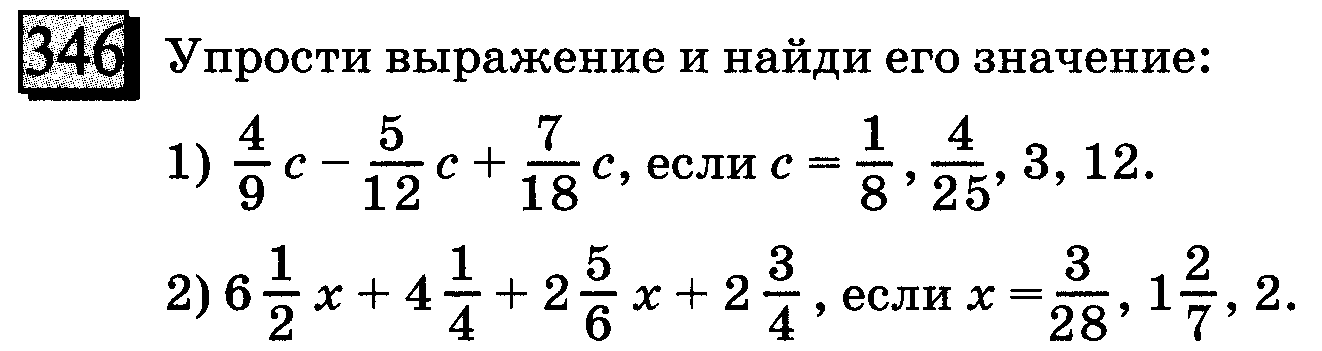 346 Упрости выражение и найди его значение:
1) 4/9 c − 5/12 c + 7/18 c, если c = 1/8, 4/25, 3, 12.
2) 6 1/2 x + 4 1/4 + 2 5/6 x + 2 3/4, если x = 3/28, 1 2/7, 2.